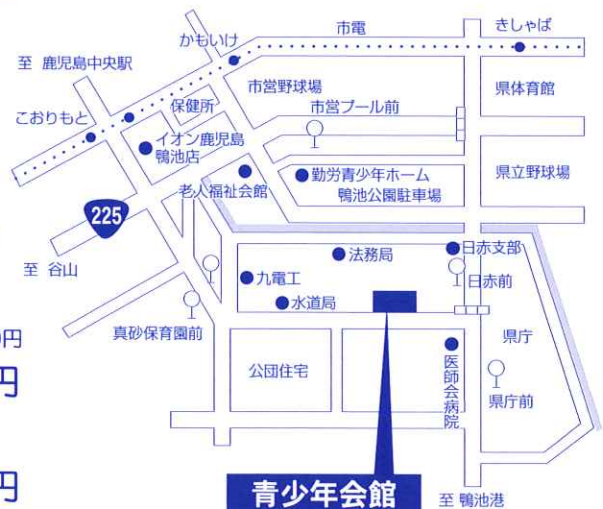 市電
きしゃば
かもいけ
至 鹿児島中央駅
市営野球場
県体育館
保健所
市営プール前
こおりもと
イオン鹿児島
鴨池店
勤労青少年ホーム
鴨池公園駐車場
県立野球場
老人福祉会館
225
至 谷山
法務局
日赤支部
日赤前
九電工
水道局
真砂保育園前
県庁
公団住宅
医師会病院
県庁前
円
円
円
青少年会館
至 鴨池港